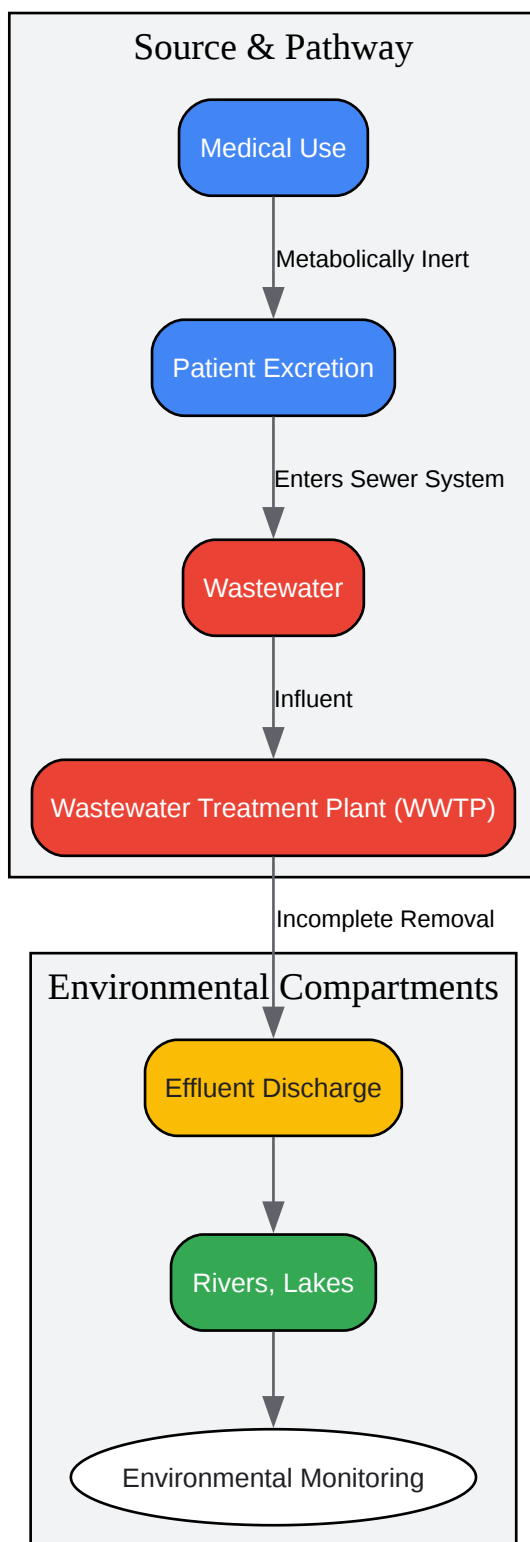 Source & Pathway
Medical Use
Metabolically Inert
Patient Excretion
Enters Sewer System
Wastewater
Influent
Wastewater Treatment Plant (WWTP)
Incomplete Removal
Environmental Compartments
Effluent Discharge
Rivers, Lakes
Environmental Monitoring